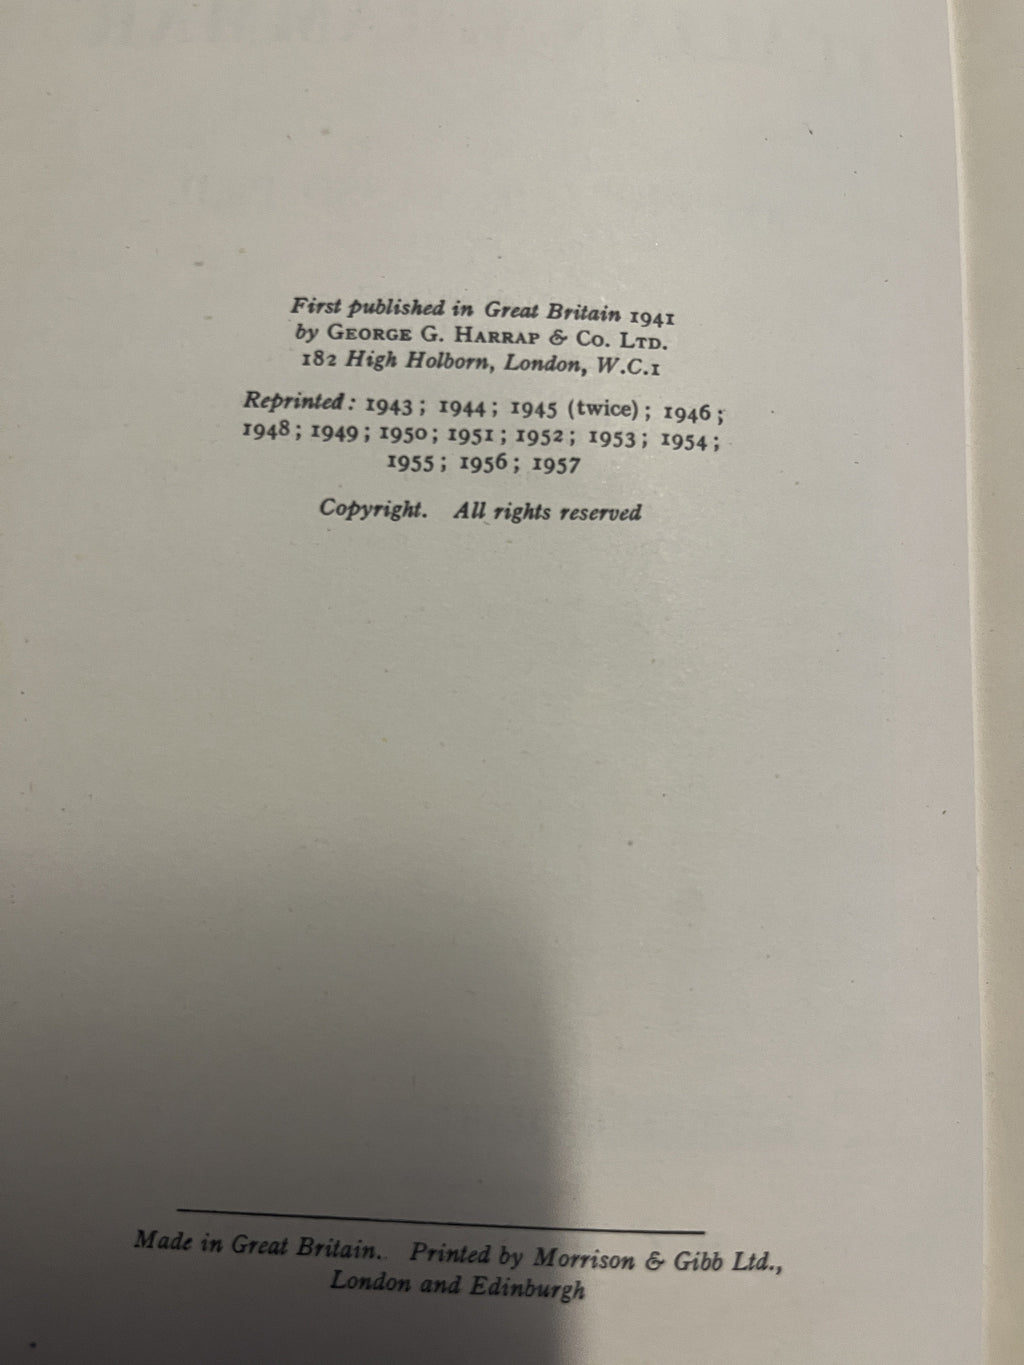 First published in Great Britain 1941
by GEORGE G. HARRAP & Co. LTD.
182 High Holborn, London, W.C.1
Reprinted: 1943; 1944; 1945 (twice); 1946;
1948; 1949; 1950; 1951; 1952; 1953; 1954;
1955; 1956; 1957
Copyright. All rights reserved
Made in Great Britain. Printed by Morrison & Gibb Ltd.,
London and Edinburgh